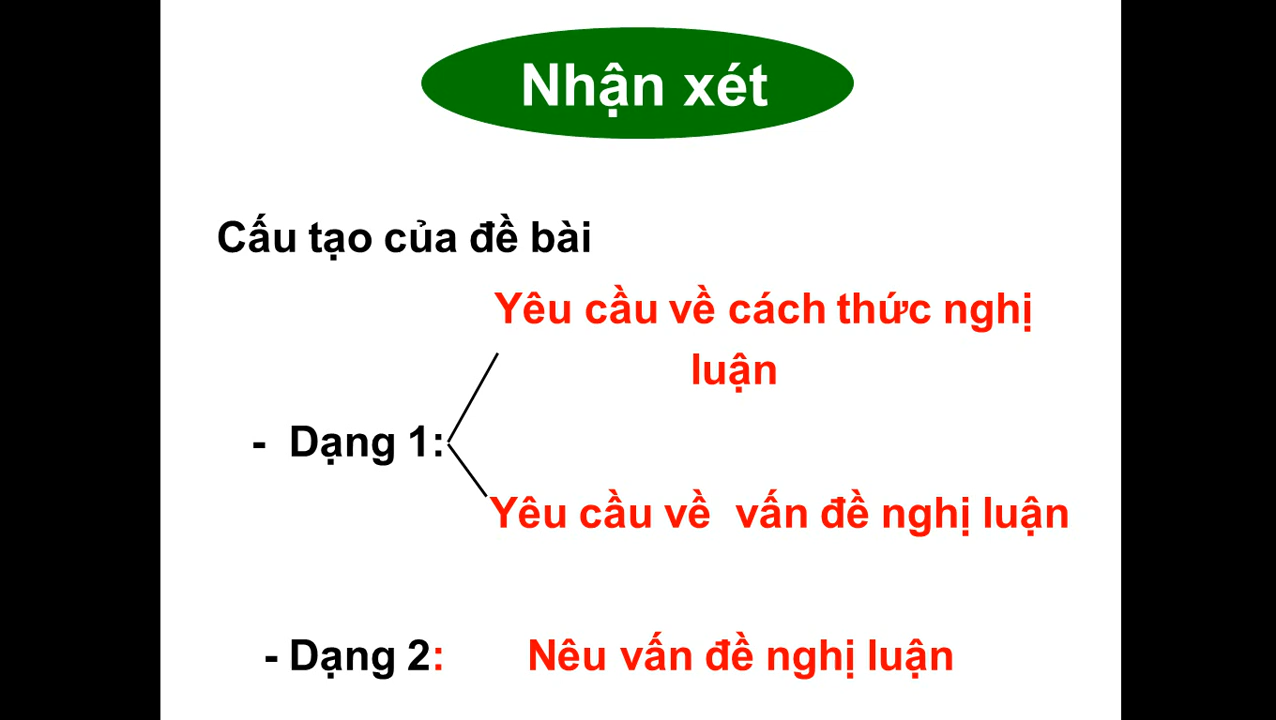 Nhận xét
Cấu tạo của đề bài
Yêu cầu về cách thức nghị
luận
- Dạng 1:
Yêu cầu về vấn đề nghị luận
- Dạng 2: Nêu vấn đề nghị luận